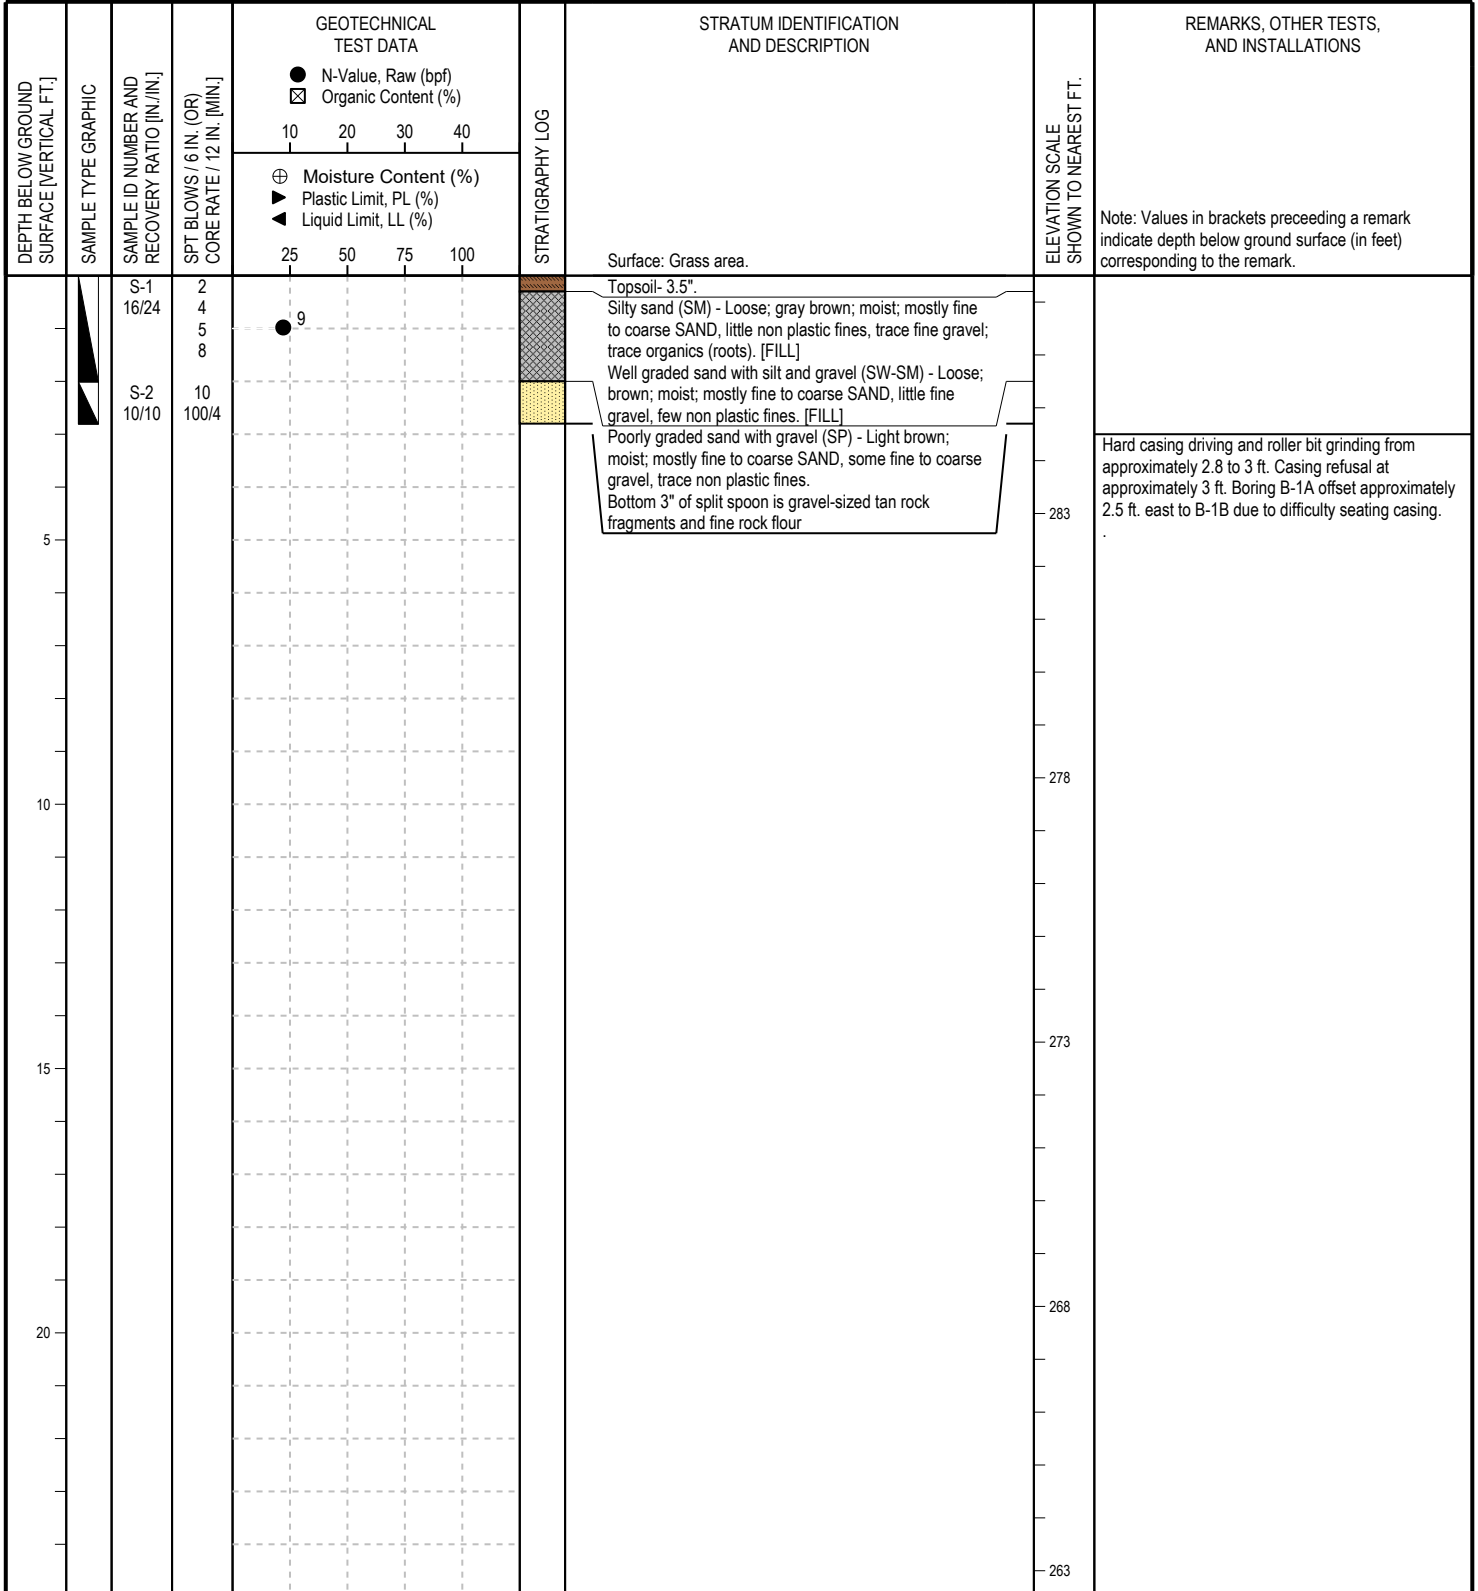 DEPTH BELOW GROUND
SURFACE [VERTICAL FT.]
SAMPLE TYPE GRAPHIC
SAMPLE ID NUMBER AND
RECOVERY RATIO [IN./IN.]
SPT BLOWS / 6 IN. (OR)
CORE RATE / 12 IN. [MIN.]
GEOTECHNICAL
TEST DATA
N-Value, Raw (bpf)
Organic Content (%)
10 20 30 40
Moisture Content (%)
Plastic Limit, PL (%)
Liquid Limit, LL (%)
25 50 75 100
STRATIGRAPHY LOG
STRATUM IDENTIFICATION
AND DESCRIPTION
Surface: Grass area.
ELEVATION SCALE
SHOWN TO NEAREST FT.
REMARKS, OTHER TESTS,
AND INSTALLATIONS
Note: Values in brackets preceeding a remark
indicate depth below ground surface (in feet)
corresponding to the remark.
S-1
16/24
2
4
5
8
9
S-2
10/10
10
100/4
Topsoil- 3.5".
Silty sand (SM) - Loose; gray brown; moist; mostly fine
to coarse SAND, little non plastic fines, trace fine gravel;
trace organics (roots). [FILL]
Well graded sand with silt and gravel (SW-SM) - Loose;
brown; moist; mostly fine to coarse SAND, little fine
gravel, few non plastic fines. [FILL]
Poorly graded sand with gravel (SP) - Light brown;
moist; mostly fine to coarse SAND, some fine to coarse
gravel, trace non plastic fines.
Bottom 3" of split spoon is gravel-sized tan rock
fragments and fine rock flour
Hard casing driving and roller bit grinding from
approximately 2.8 to 3 ft. Casing refusal at
approximately 3 ft. Boring B-1A offset approximately
2.5 ft. east to B-1B due to difficulty seating casing.
.
283
5
278
10
273
15
268
20
263